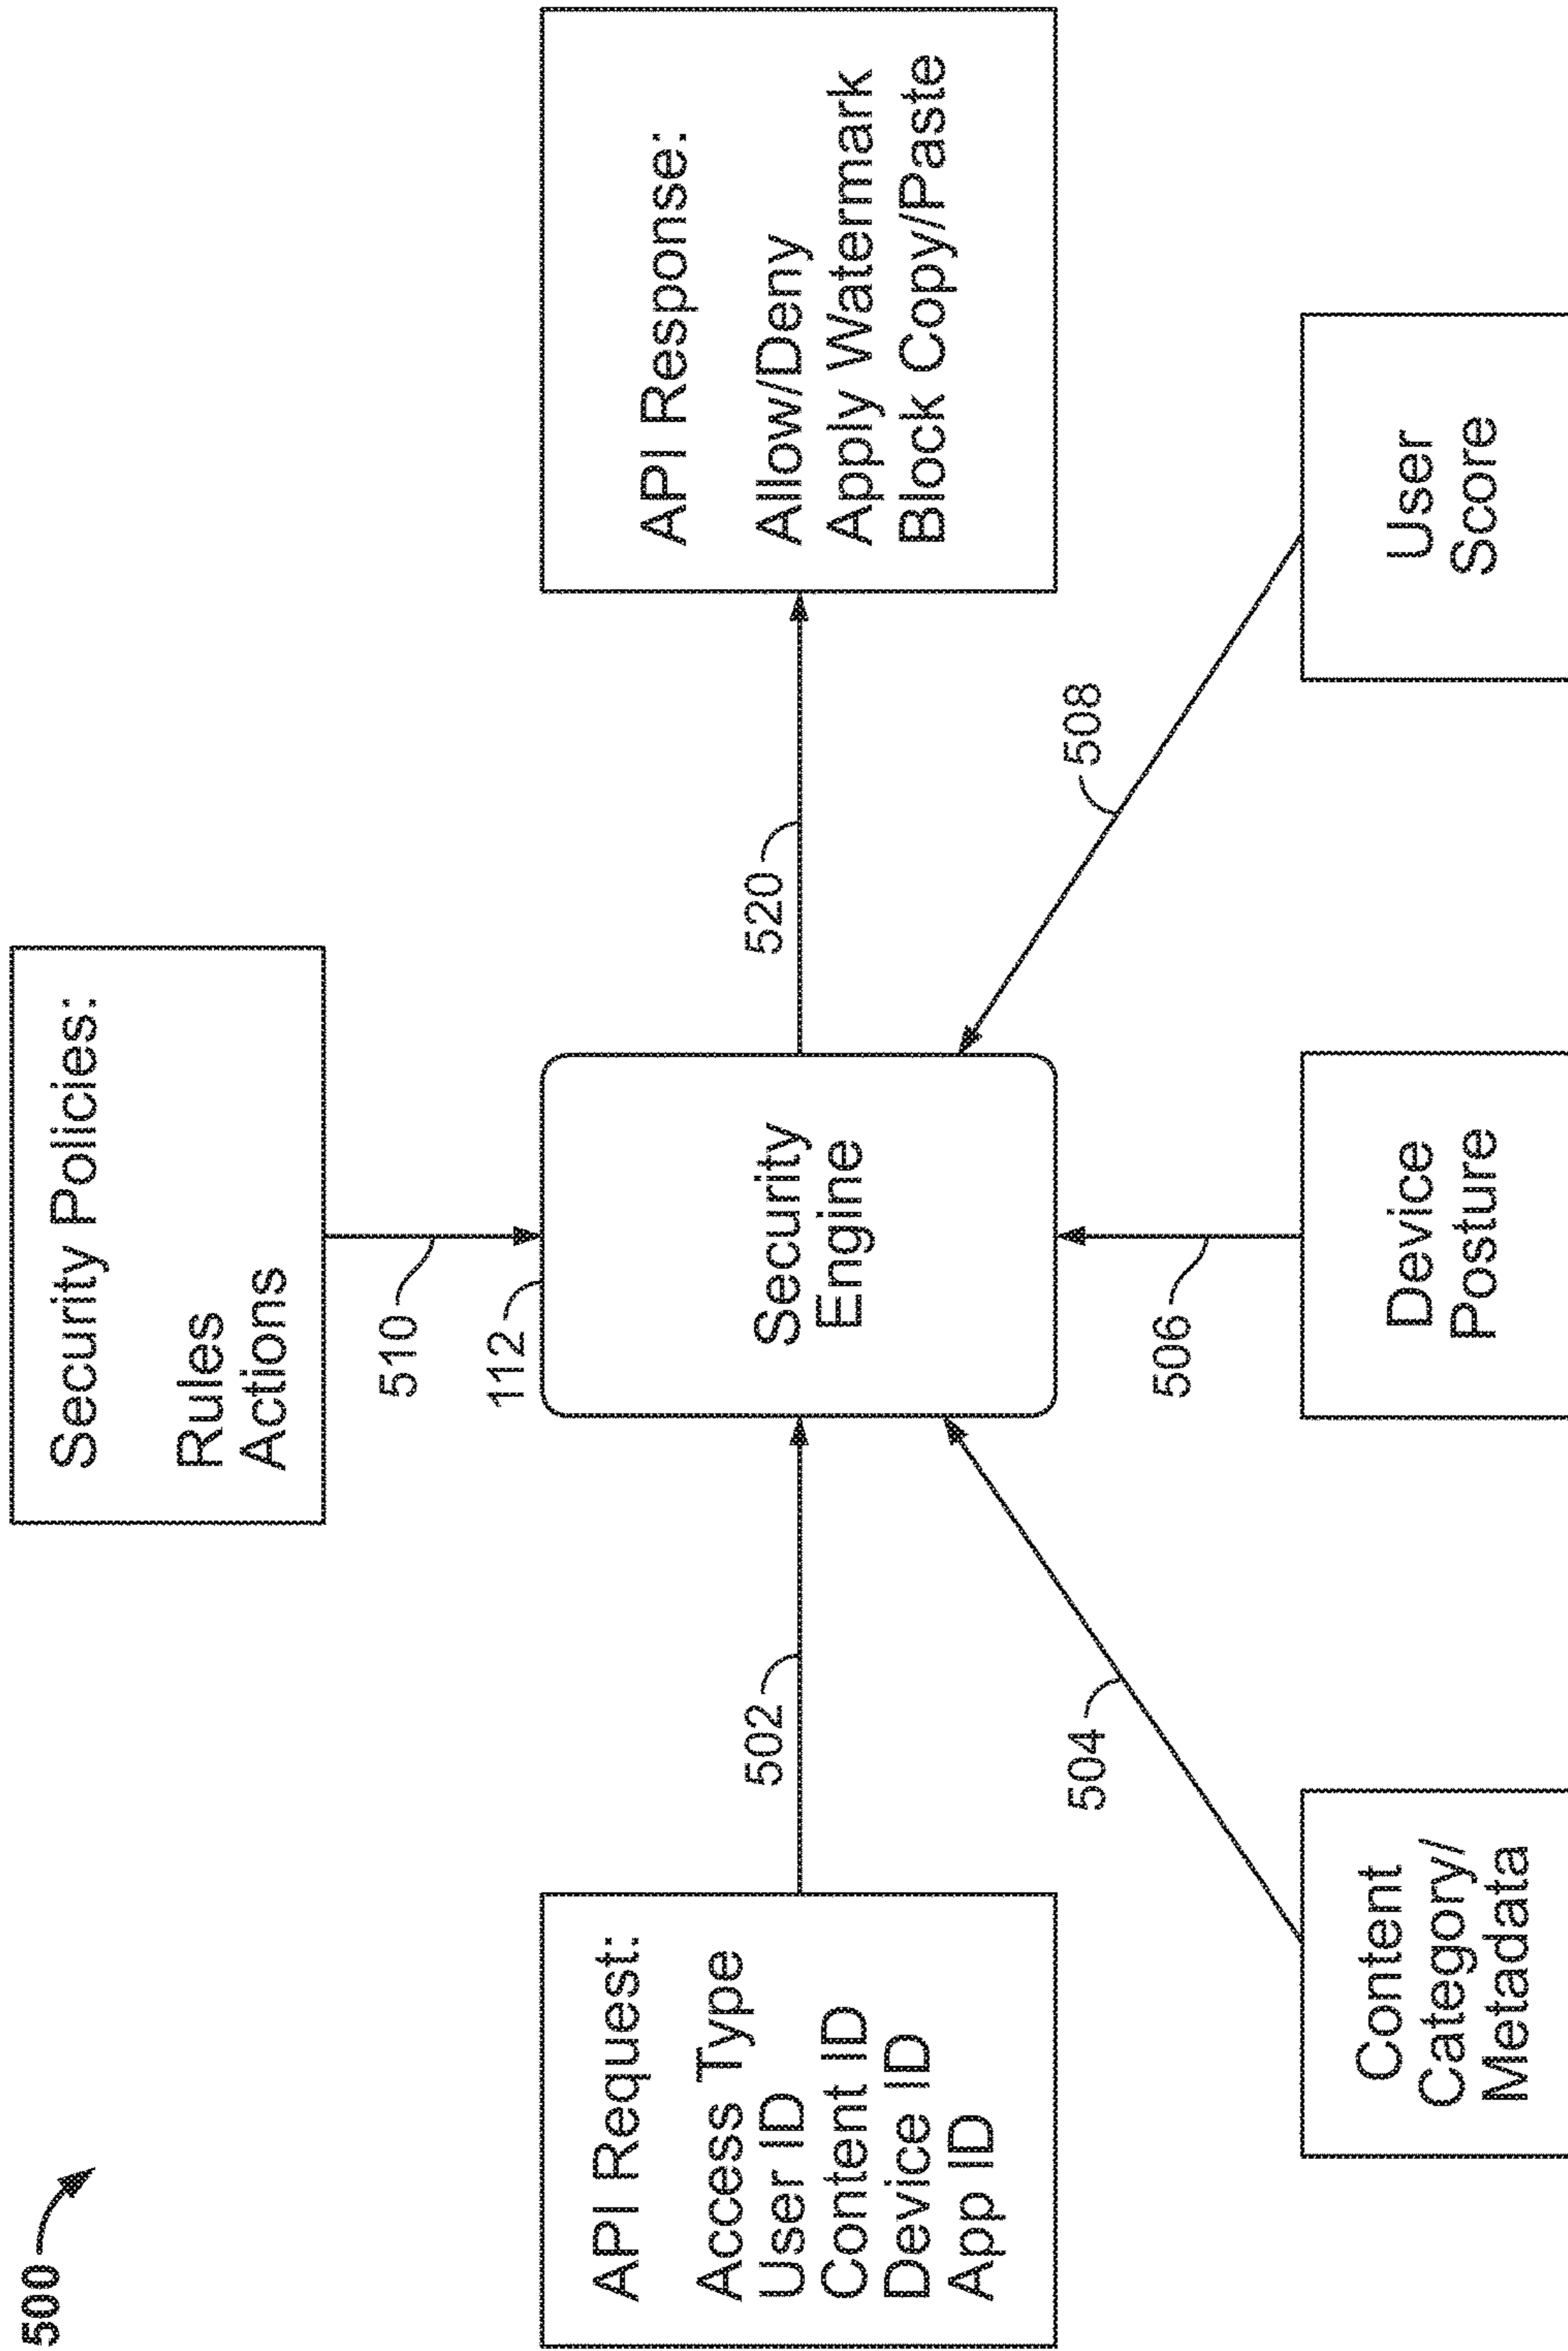 500
Security Policies:
Rules
Actions
510
112
API Request:
Access Type
User ID
Content ID
Device ID
App ID
502
Security
Engine
520
API Response:
Allow/Deny
Apply Watermark
Block Copy/Paste
504
506
508
Content
Category/
Metadata
Device
Posture
User
Score